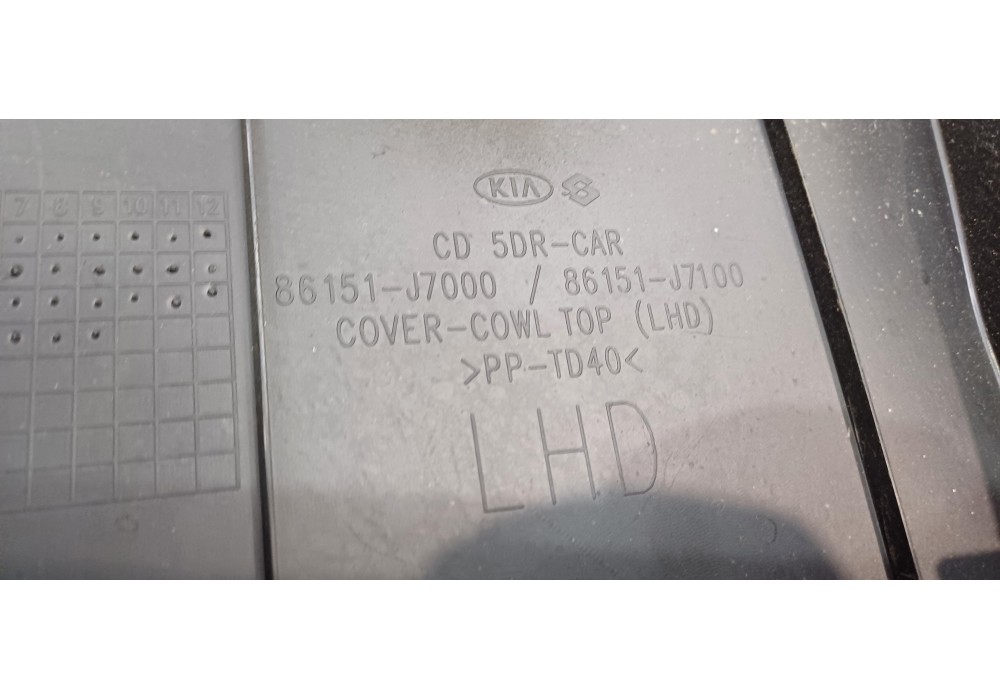 KIA
CD 5DR-CAR
86151-J7000 / 86151-J7100
COVER-COWL TOP (LHD)
>PP-TD40<
LHD
7 8 9 10 11 12